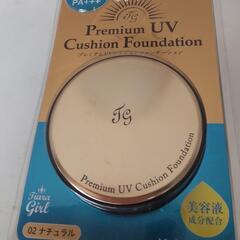 PA+++
TG
Premium UV
Cushion Foundation
プレミアムUVクッションファンデーション
TG
Premium UV Cushion Foundation
Tiara
Girl
美容液
成分配合
02 ナチュラル